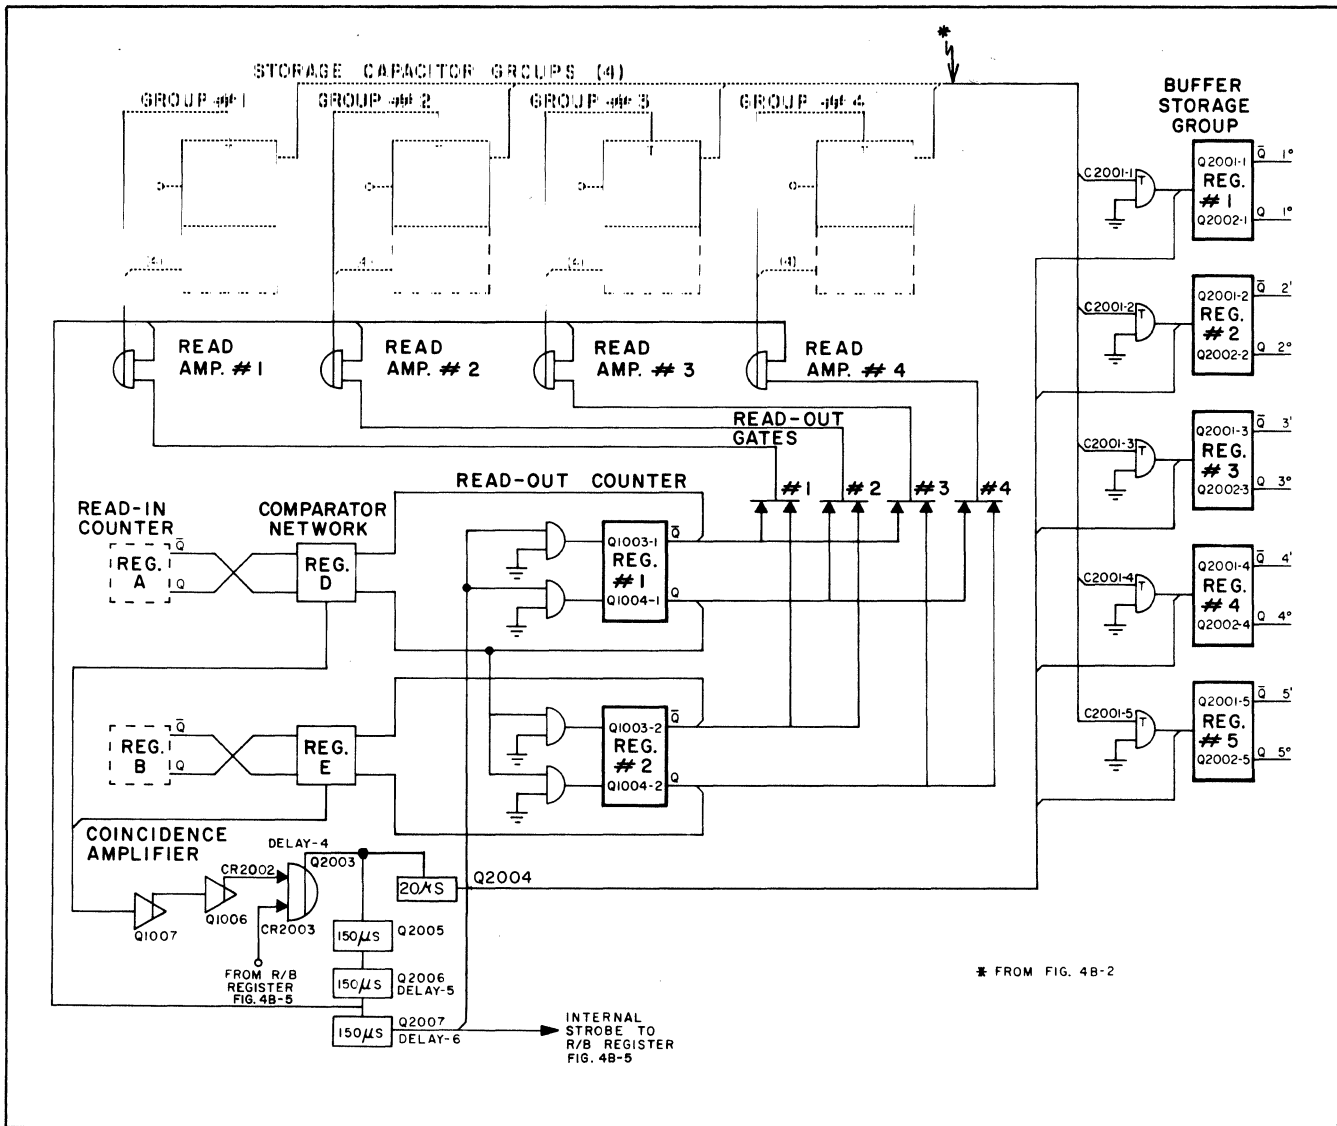 *
STORAGE CAPACITOR GROUPS (4)
GROUP #1
GROUP #2
GROUP #3
GROUP #4
(4)
(4)
(4)
(4)
READ AMP. #1
READ AMP. #2
READ AMP. #3
READ AMP. #4
READ-OUT GATES
#1
#2
#3
#4
READ-OUT COUNTER
READ-IN COUNTER
COMPARATOR NETWORK
REG. A
Q̅
Q
REG. D
Q1003-1
REG. #1
Q1004-1
Q̅
Q
REG. B
Q̅
Q
REG. E
Q1003-2
REG. #2
Q1004-2
Q̅
Q
COINCIDENCE AMPLIFIER
DELAY-4
Q2003
CR2002
CR2003
Q1007
Q1006
FROM R/B REGISTER FIG. 4B-5
20μS
Q2004
150μS
Q2005
150μS
Q2006
DELAY-5
150μS
Q2007
DELAY-6
INTERNAL STROBE TO R/B REGISTER FIG. 4B-5
* FROM FIG. 4B-2
BUFFER STORAGE GROUP
C2001-1
T
Q2001-1
REG. #1
Q2002-1
Q̅ 1°
Q 1°
C2001-2
T
Q2001-2
REG. #2
Q2002-2
Q̅ 2'
Q 2°
C2001-3
T
Q2001-3
REG. #3
Q2002-3
Q̅ 3'
Q 3°
C2001-4
T
Q2001-4
REG. #4
Q2002-4
Q̅ 4'
Q 4°
C2001-5
T
Q2001-5
REG. #5
Q2002-5
Q̅ 5'
Q 5°